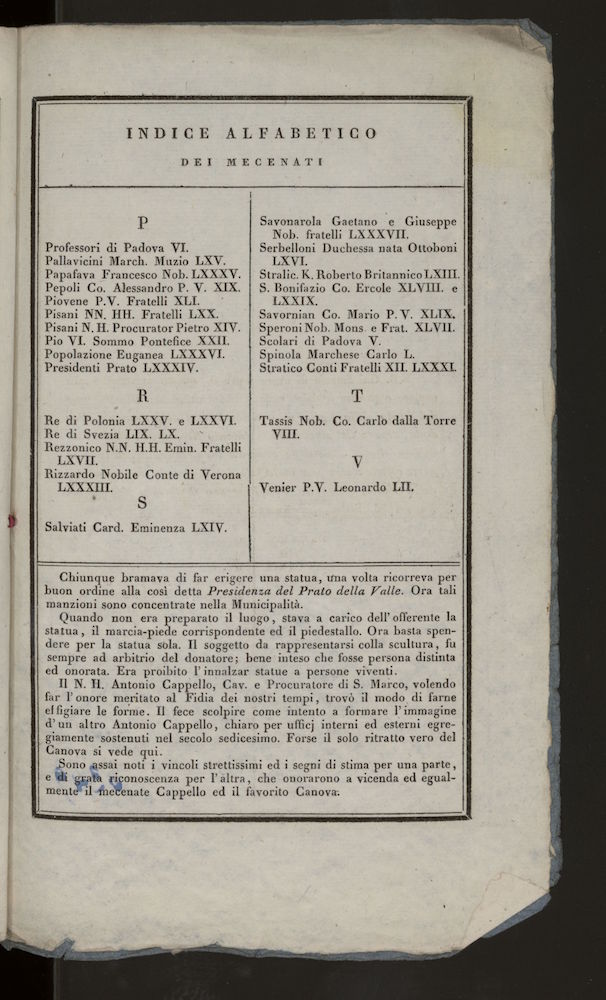 INDICE ALFABETICO
DEI MECENATI
P
Professori di Padova VI.
Pallavicini March. Muzio LXV.
Papafava Francesco Nob. LXXXV.
Pepoli Co. Alessandro P. V. XIX.
Piovene P.V. Fratelli XLI.
Pisani NN. HH. Fratelli LXX.
Pisani N. H. Procurator Pietro XIV.
Pio VI. Sommo Pontefice XXII.
Popolazione Euganea LXXXVI.
Presidenti Prato LXXXIV.
R
Re di Polonia LXXV. e LXXVI.
Re di Svezia LIX. LX.
Rezzonico N.N. H.H. Emin. Fratelli
LXVII.
Rizzardo Nobile Conte di Verona
LXXXIII.
S
Salviati Card. Eminenza LXIV.
Savonarola Gaetano e Giuseppe
Nob. fratelli LXXXVII.
Serbelloni Duchessa nata Ottoboni
LXVI.
Stralic. K. Roberto Britannico LXIII.
S. Bonifazio Co. Ercole XLVIII. e
LXXIX.
Savornian Co. Mario P. V. XLIX.
Speroni Nob. Mons. e Frat. XLVII.
Scolari di Padova V.
Spinola Marchese Carlo L.
Stratico Conti Fratelli XII. LXXXI.
T
Tassis Nob. Co. Carlo dalla Torre
VIII.
V
Venier P.V. Leonardo LII.
Chiunque bramava di far erigere una statua, una volta ricorreva per
buon ordine alla così detta Presidenza del Prato della Valle. Ora tali
manzioni sono concentrate nella Municipalità.
Quando non era preparato il luogo, stava a carico dell' offerente la
statua, il marcia-piede corrispondente ed il piedestallo. Ora basta spen-
dere per la statua sola. Il soggetto da rappresentarsi colla scultura, fu
sempre ad arbitrio del donatore; bene inteso che fosse persona distinta
ed onorata. Era proibito l'innalzar statue a persone viventi.
Il N. H. Antonio Cappello, Cav. e Procuratore di S. Marco, volendo
far l'onore meritato al Fidia dei nostri tempi, trovò il modo di farne
effigiare le forme. Il fece scolpire come intento a formare l'immagine
d'un altro Antonio Cappello, chiaro per ufficj interni ed esterni egre-
giamente sostenuti nel secolo sedicesimo. Forse il solo ritratto vero del
Canova si vede qui.
Sono assai noti i vincoli strettissimi ed i segni di stima per una parte,
e di grata riconoscenza per l'altra, che onorarono a vicenda ed egual-
mente il mecenate Cappello ed il favorito Canova.